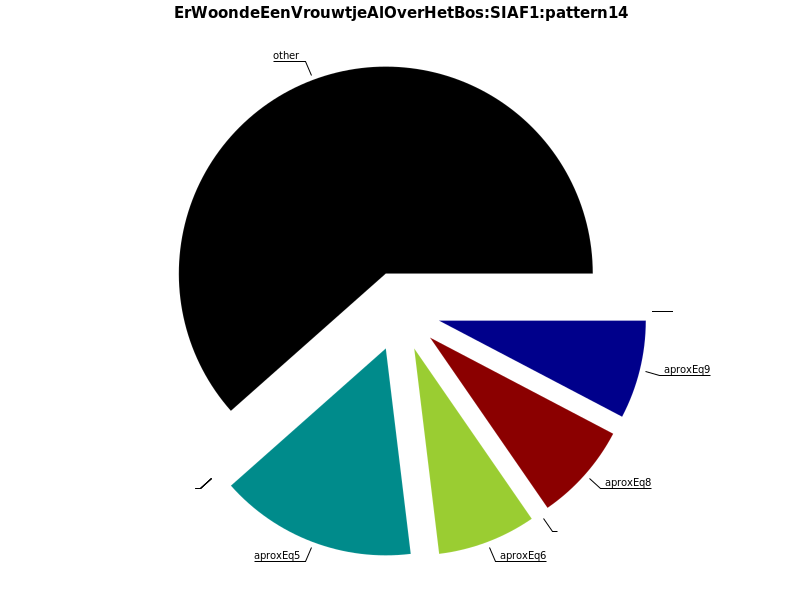 ErWoondeEenVrouwtjeAlOverHetBos:SIAF1:pattern14
other
aproxEq9
aproxEq8
aproxEq5
aproxEq6